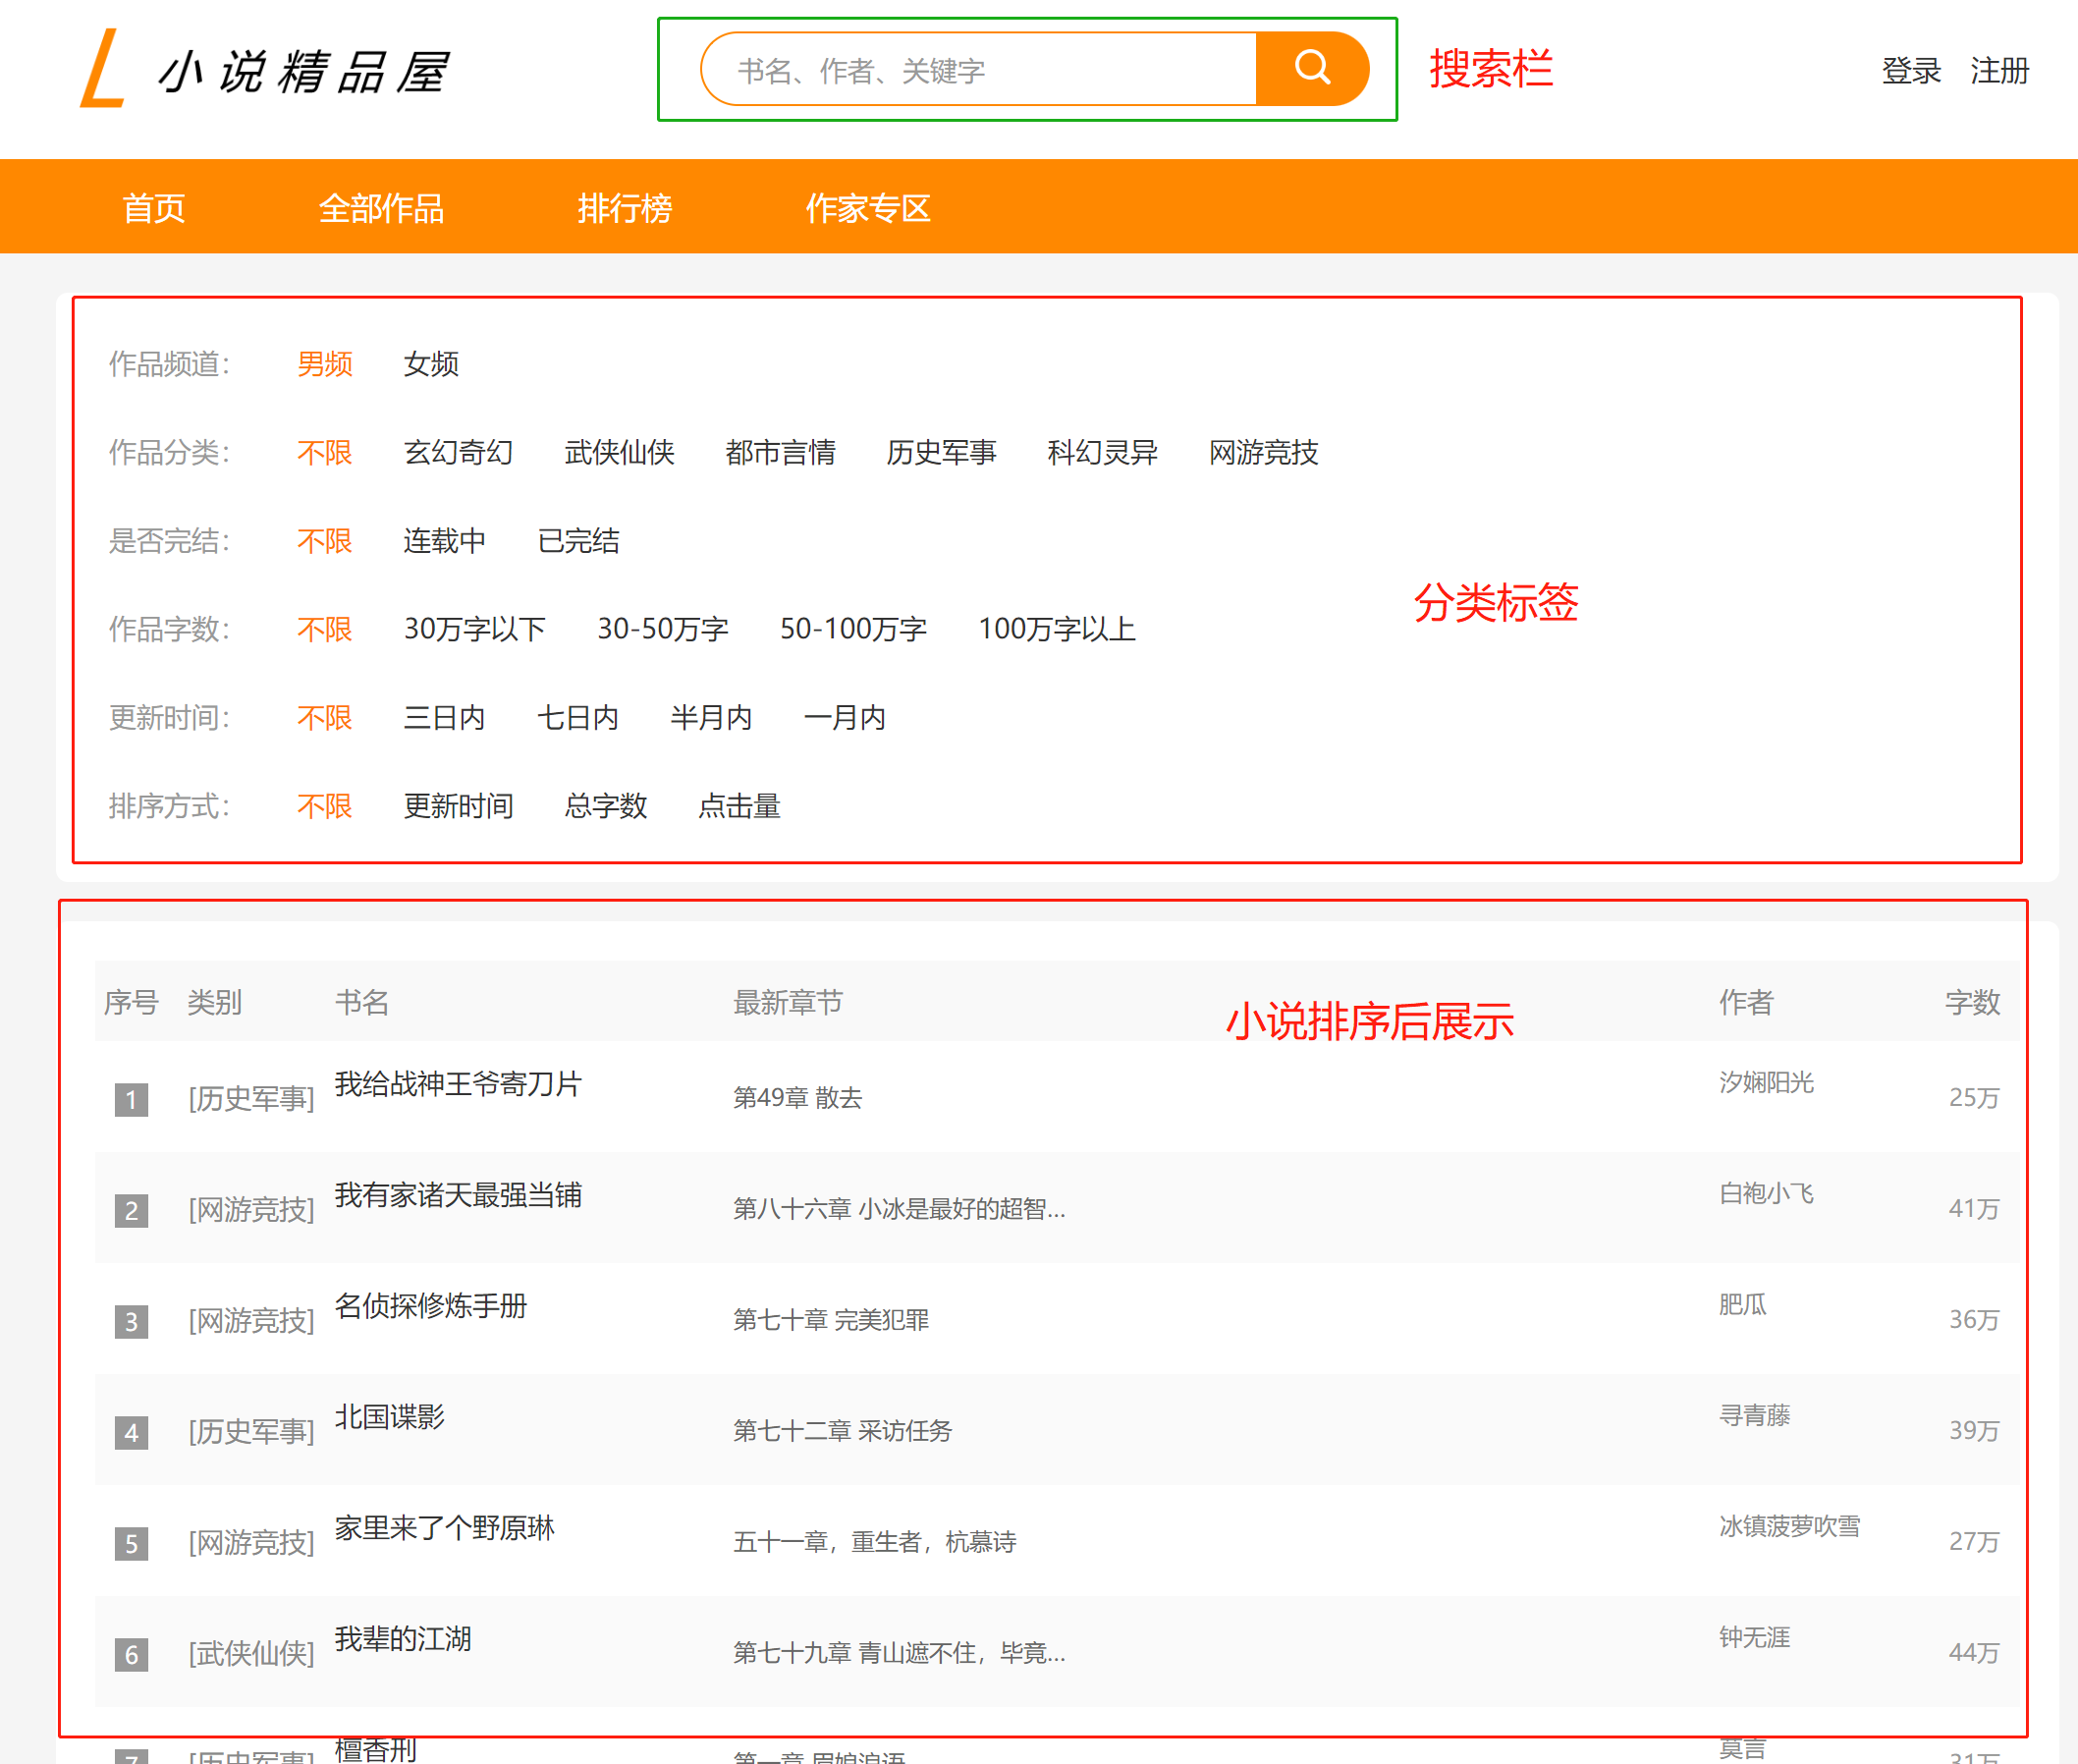 L 小说精品屋
书名、作者、关键字
搜索栏
登录 注册
首页 全部作品 排行榜 作家专区
作品频道: 男频 女频
作品分类: 不限 玄幻奇幻 武侠仙侠 都市言情 历史军事 科幻灵异 网游竞技
是否完结: 不限 连载中 已完结
分类标签
作品字数: 不限 30万字以下 30-50万字 50-100万字 100万字以上
更新时间: 不限 三日内 七日内 半月内 一月内
排序方式: 不限 更新时间 总字数 点击量
序号 类别 书名 最新章节 作者 字数
小说排序后展示
1 [历史军事] 我给战神王爷寄刀片 第49章 散去 汐娴阳光 25万
2 [网游竞技] 我有家诸天最强当铺 第八十六章 小冰是最好的超智... 白袍小飞 41万
3 [网游竞技] 名侦探修炼手册 第七十章 完美犯罪 肥瓜 36万
4 [历史军事] 北国谍影 第七十二章 采访任务 寻青藤 39万
5 [网游竞技] 家里来了个野原琳 五十一章，重生者，杭慕诗 冰镇菠萝吹雪 27万
6 [武侠仙侠] 我辈的江湖 第七十九章 青山遮不住，毕竟... 钟无涯 44万
7 [历史军事] 檀香刑 第一章 眉娘浪语 莫言 31万